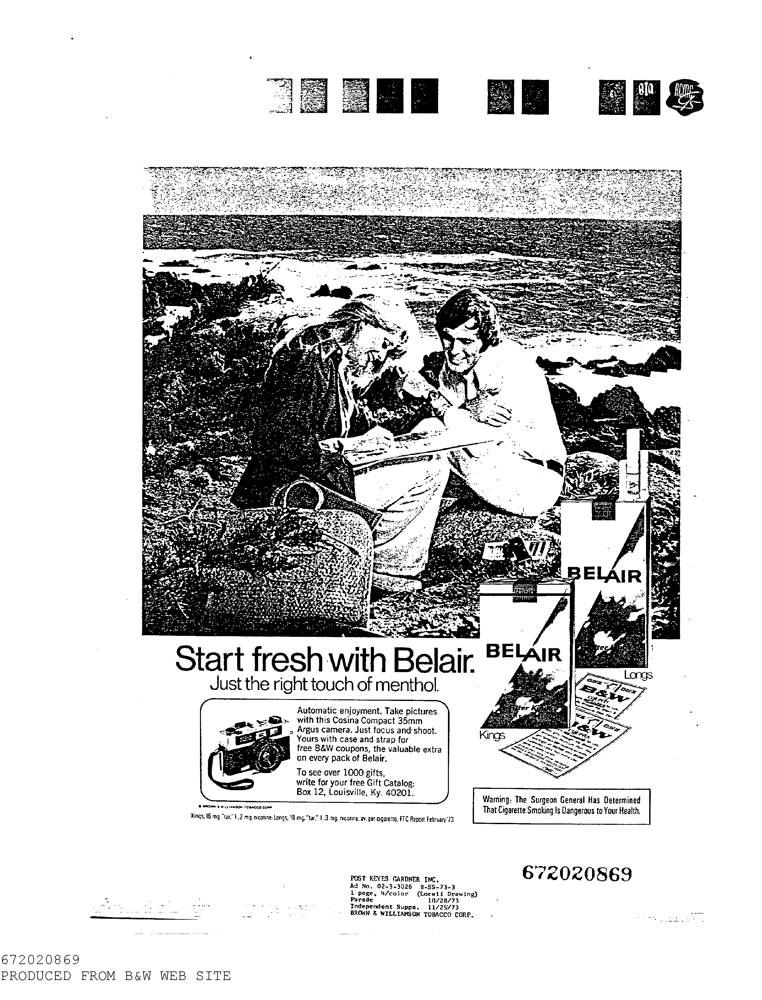 BELAIR
BELAIR
Start fresh with Belair.
Just the right touch of menthol.
Longs
Kings
B&W
B&W
Automatic enjoyment. Take pictures
with this Cosina Compact 35mm
Argus camera. Just focus and shoot.
Yours with case and strap for
free B&W coupons, the valuable extra
on every pack of Belair.
To see over 1000 gifts,
write for your free Gift Catalog:
Box 12, Louisville, Ky. 40201.
© BROWN & WILLIAMSON TOBACCO CORP
Warning: The Surgeon General Has Determined
That Cigarette Smoking Is Dangerous to Your Health.
Kings, 16 mg. "tar," 1.2 mg. nicotine; Longs, 18 mg. "tar," 1.3 mg. nicotine, av. per cigarette, FTC Report February '73
672020869
POST KEYES GARDNER INC.
Ad No. 02-3-3026 B-SS-73-3
1 page, 4/color (Locati Drawing)
Parade 10/28/73
Independent Supps. 11/25/73
BROWN & WILLIAMSON TOBACCO CORP.
672020869
PRODUCED FROM B&W WEB SITE